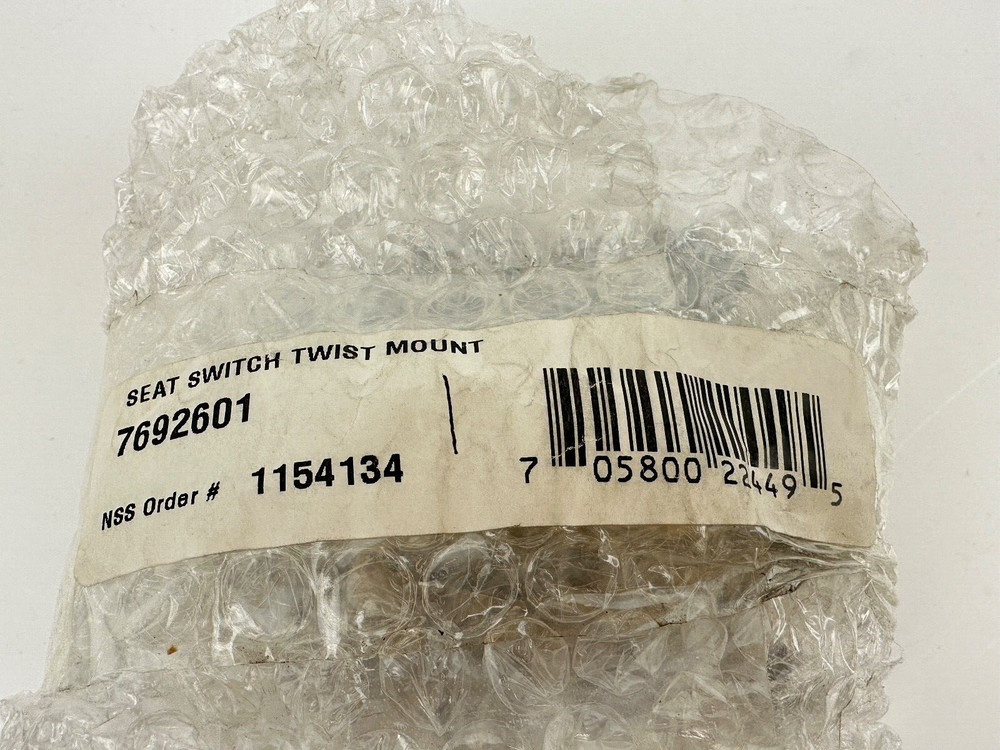 SEAT SWITCH TWIST MOUNT
7692601
NSS Order # 1154134
7 05800 22449 5